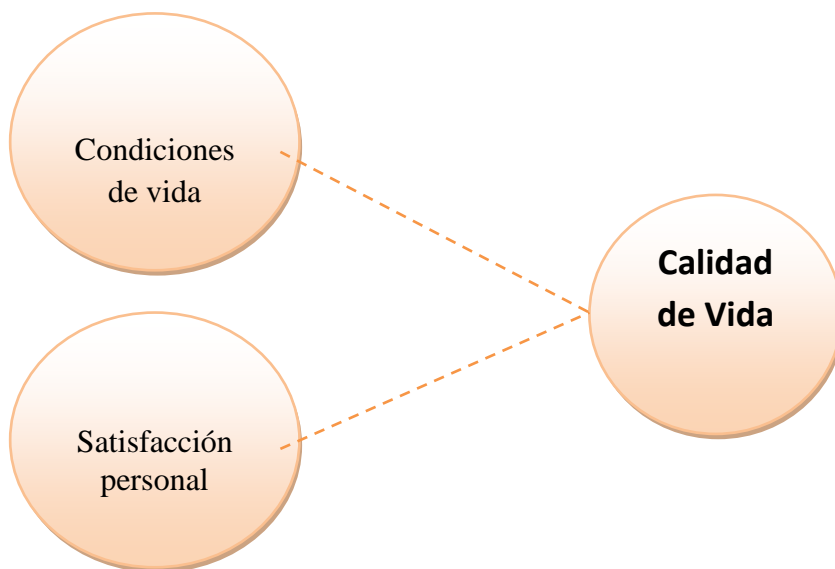 Condiciones
de vida
Calidad
de Vida
Satisfacción
personal